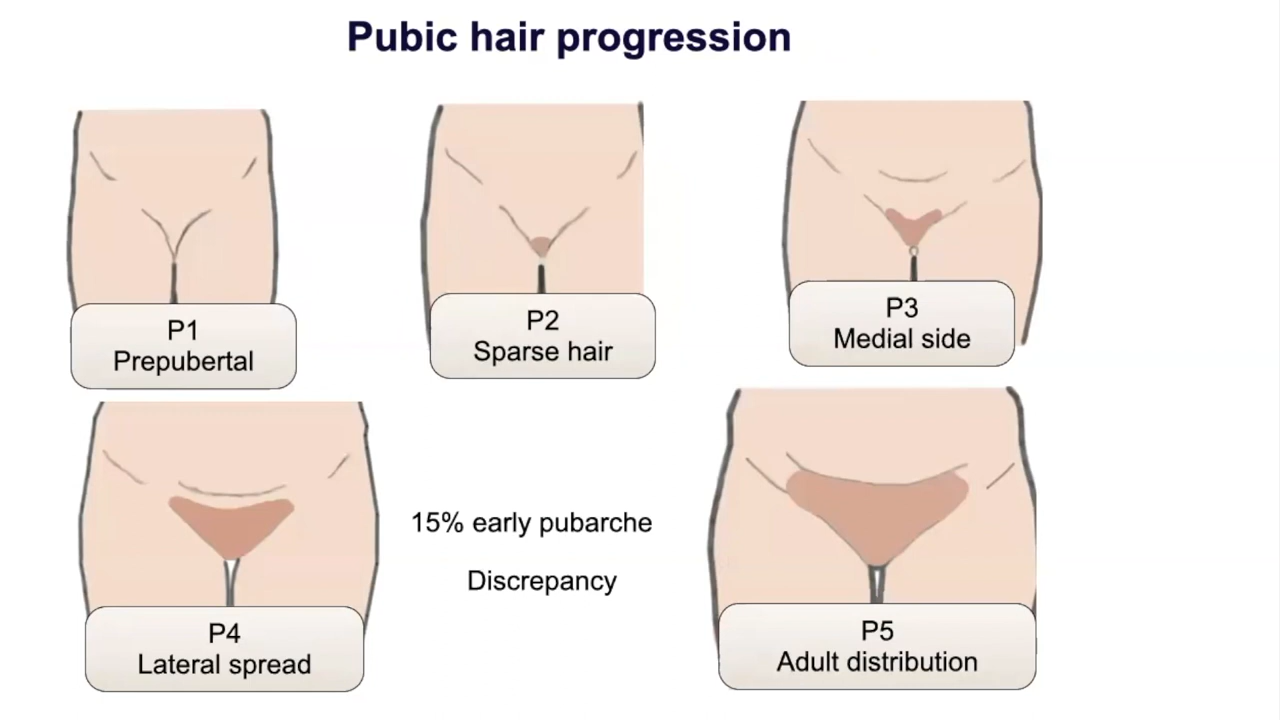 Pubic hair progression
P1
Prepubertal
P2
Sparse hair
P3
Medial side
P4
Lateral spread
15% early pubarche
Discrepancy
P5
Adult distribution